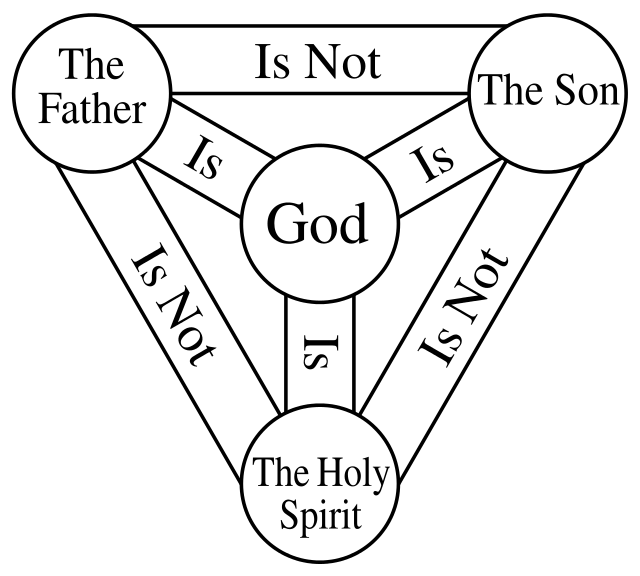 The
Father
Is Not
The Son
Is
Is
God
Is Not
Is
Is Not
The Holy
Spirit